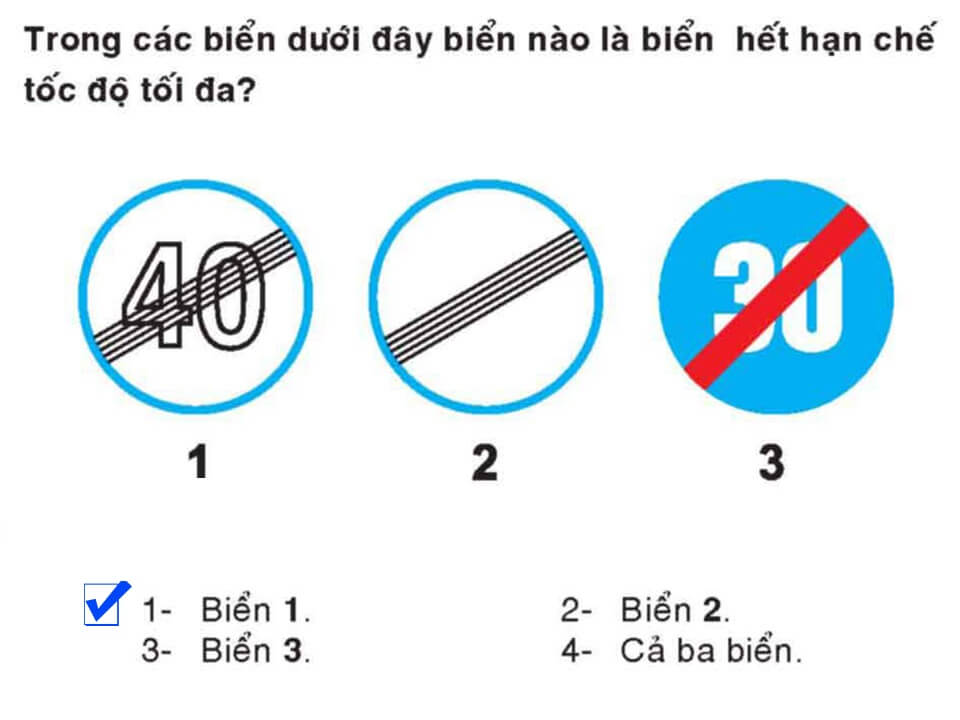 Trong các biển dưới đây biển nào là biển hết hạn chế
tốc độ tối đa?
40
30
1
2
3
1- Biển 1.
2- Biển 2.
3- Biển 3.
4- Cả ba biển.